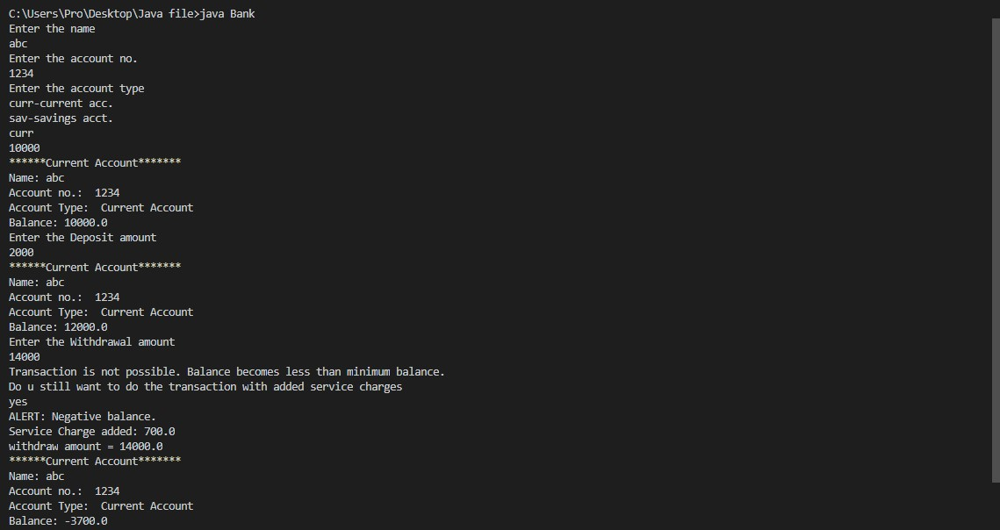 C:\Users\Pro\Desktop\Java file>java Bank
Enter the name
abc
Enter the account no.
1234
Enter the account type
curr-current acc.
sav-savings acct.
curr
10000
******Current Account*******
Name: abc
Account no.:  1234
Account Type:  Current Account
Balance: 10000.0
Enter the Deposit amount
2000
******Current Account*******
Name: abc
Account no.:  1234
Account Type:  Current Account
Balance: 12000.0
Enter the Withdrawal amount
14000
Transaction is not possible. Balance becomes less than minimum balance.
Do u still want to do the transaction with added service charges
yes
ALERT: Negative balance.
Service Charge added: 700.0
withdraw amount = 14000.0
******Current Account*******
Name: abc
Account no.:  1234
Account Type:  Current Account
Balance: -3700.0